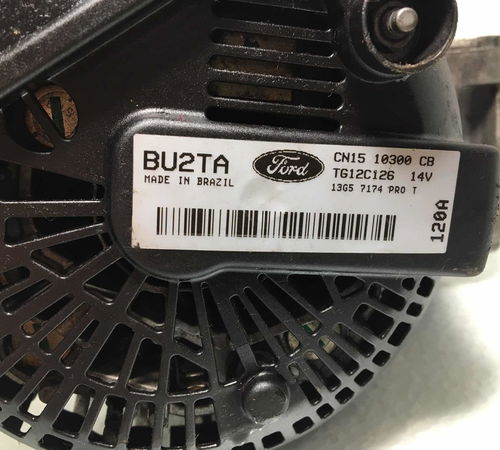 BU2TA Ford CN15 10300 CB
MADE IN BRAZIL TG12C126 14V
13G5 7174 PRO T
120A